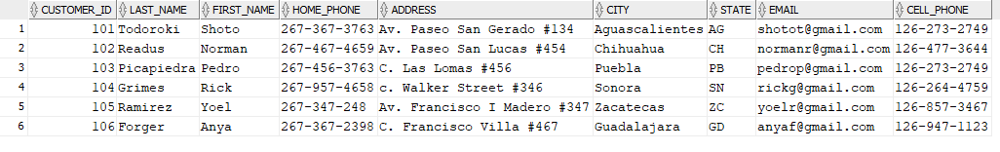 CUSTOMER_ID LAST_NAME FIRST_NAME HOME_PHONE ADDRESS CITY STATE EMAIL CELL_PHONE
1 101 Todoroki Shoto 267-367-3763 Av. Paseo San Gerado #134 Aguascalientes AG shotot@gmail.com 126-273-2749
2 102 Readus Norman 267-467-4659 Av. Paseo San Lucas #454 Chihuahua CH normanr@gmail.com 126-477-3644
3 103 Picapiedra Pedro 267-456-3763 C. Las Lomas #456 Puebla PB pedrop@gmail.com 126-273-2749
4 104 Grimes Rick 267-957-4658 c. Walker Street #346 Sonora SN rickg@gmail.com 126-264-4759
5 105 Ramirez Yoel 267-347-248 Av. Francisco I Madero #347 Zacatecas ZC yoelr@gmail.com 126-857-3467
6 106 Forger Anya 267-367-2398 C. Francisco Villa #467 Guadalajara GD anyaf@gmail.com 126-947-1123